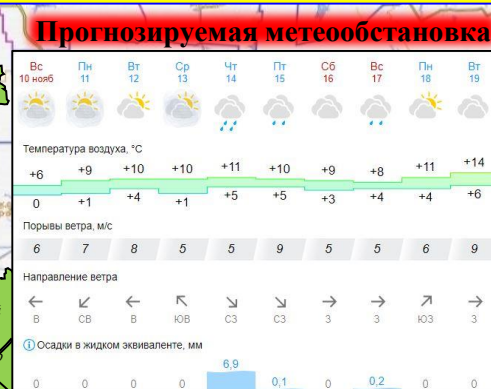 Прогнозируемая метеообстановка
Вс Пн Вт Ср Чт Пт Сб Вс Пн Вт
10 нояб 11 12 13 14 15 16 17 18 19
Температура воздуха, °C
+6 +9 +10 +10 +11 +10 +9 +8 +11 +14
0 +1 +4 +1 +5 +5 +3 +4 +4 +6
Порывы ветра, м/с
6 7 8 5 5 9 5 5 6 9
Направление ветра
В СВ В ЮВ СЗ СЗ З З ЮЗ З
Осадки в жидком эквиваленте, мм
0 0 0 0 6,9 0,1 0 0,2 0 0